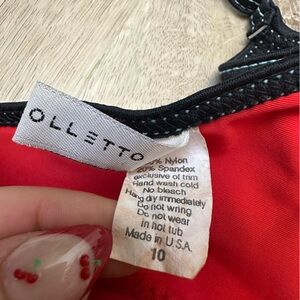 OLLETTO
% Nylon
20% Spandex
exclusive of trim
Hand wash cold
No bleach
Hang dry immediately
Do not wring
Do not wear
in hot tub
Made in U.S.A.
10